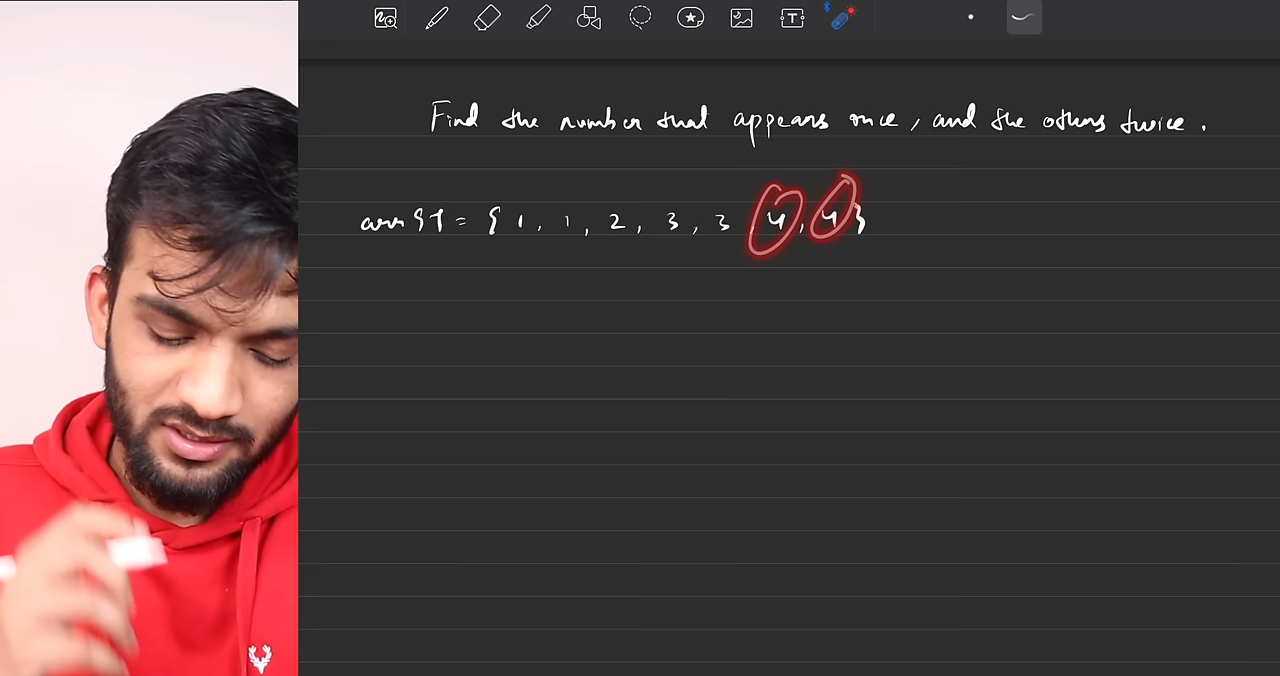 Find the number that appears once, and the others twice.
arr[] = {1, 1, 2, 3, 3, 4, 4}
T